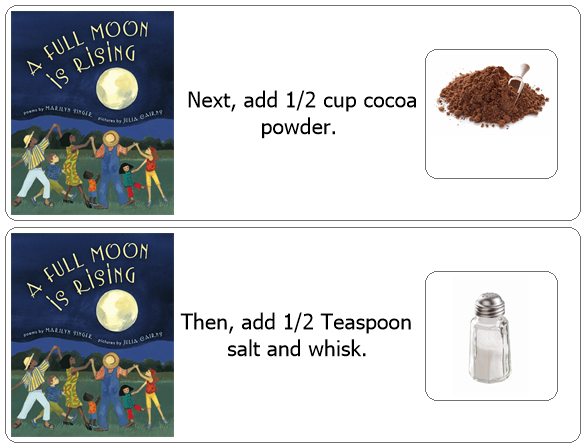 A FULL MOON
IS RISING
poems by MARILYN SINGER
pictures by JULIA CAIRNS
Next, add 1/2 cup cocoa
powder.
A FULL MOON
IS RISING
poems by MARILYN SINGER
pictures by JULIA CAIRNS
Then, add 1/2 Teaspoon
salt and whisk.